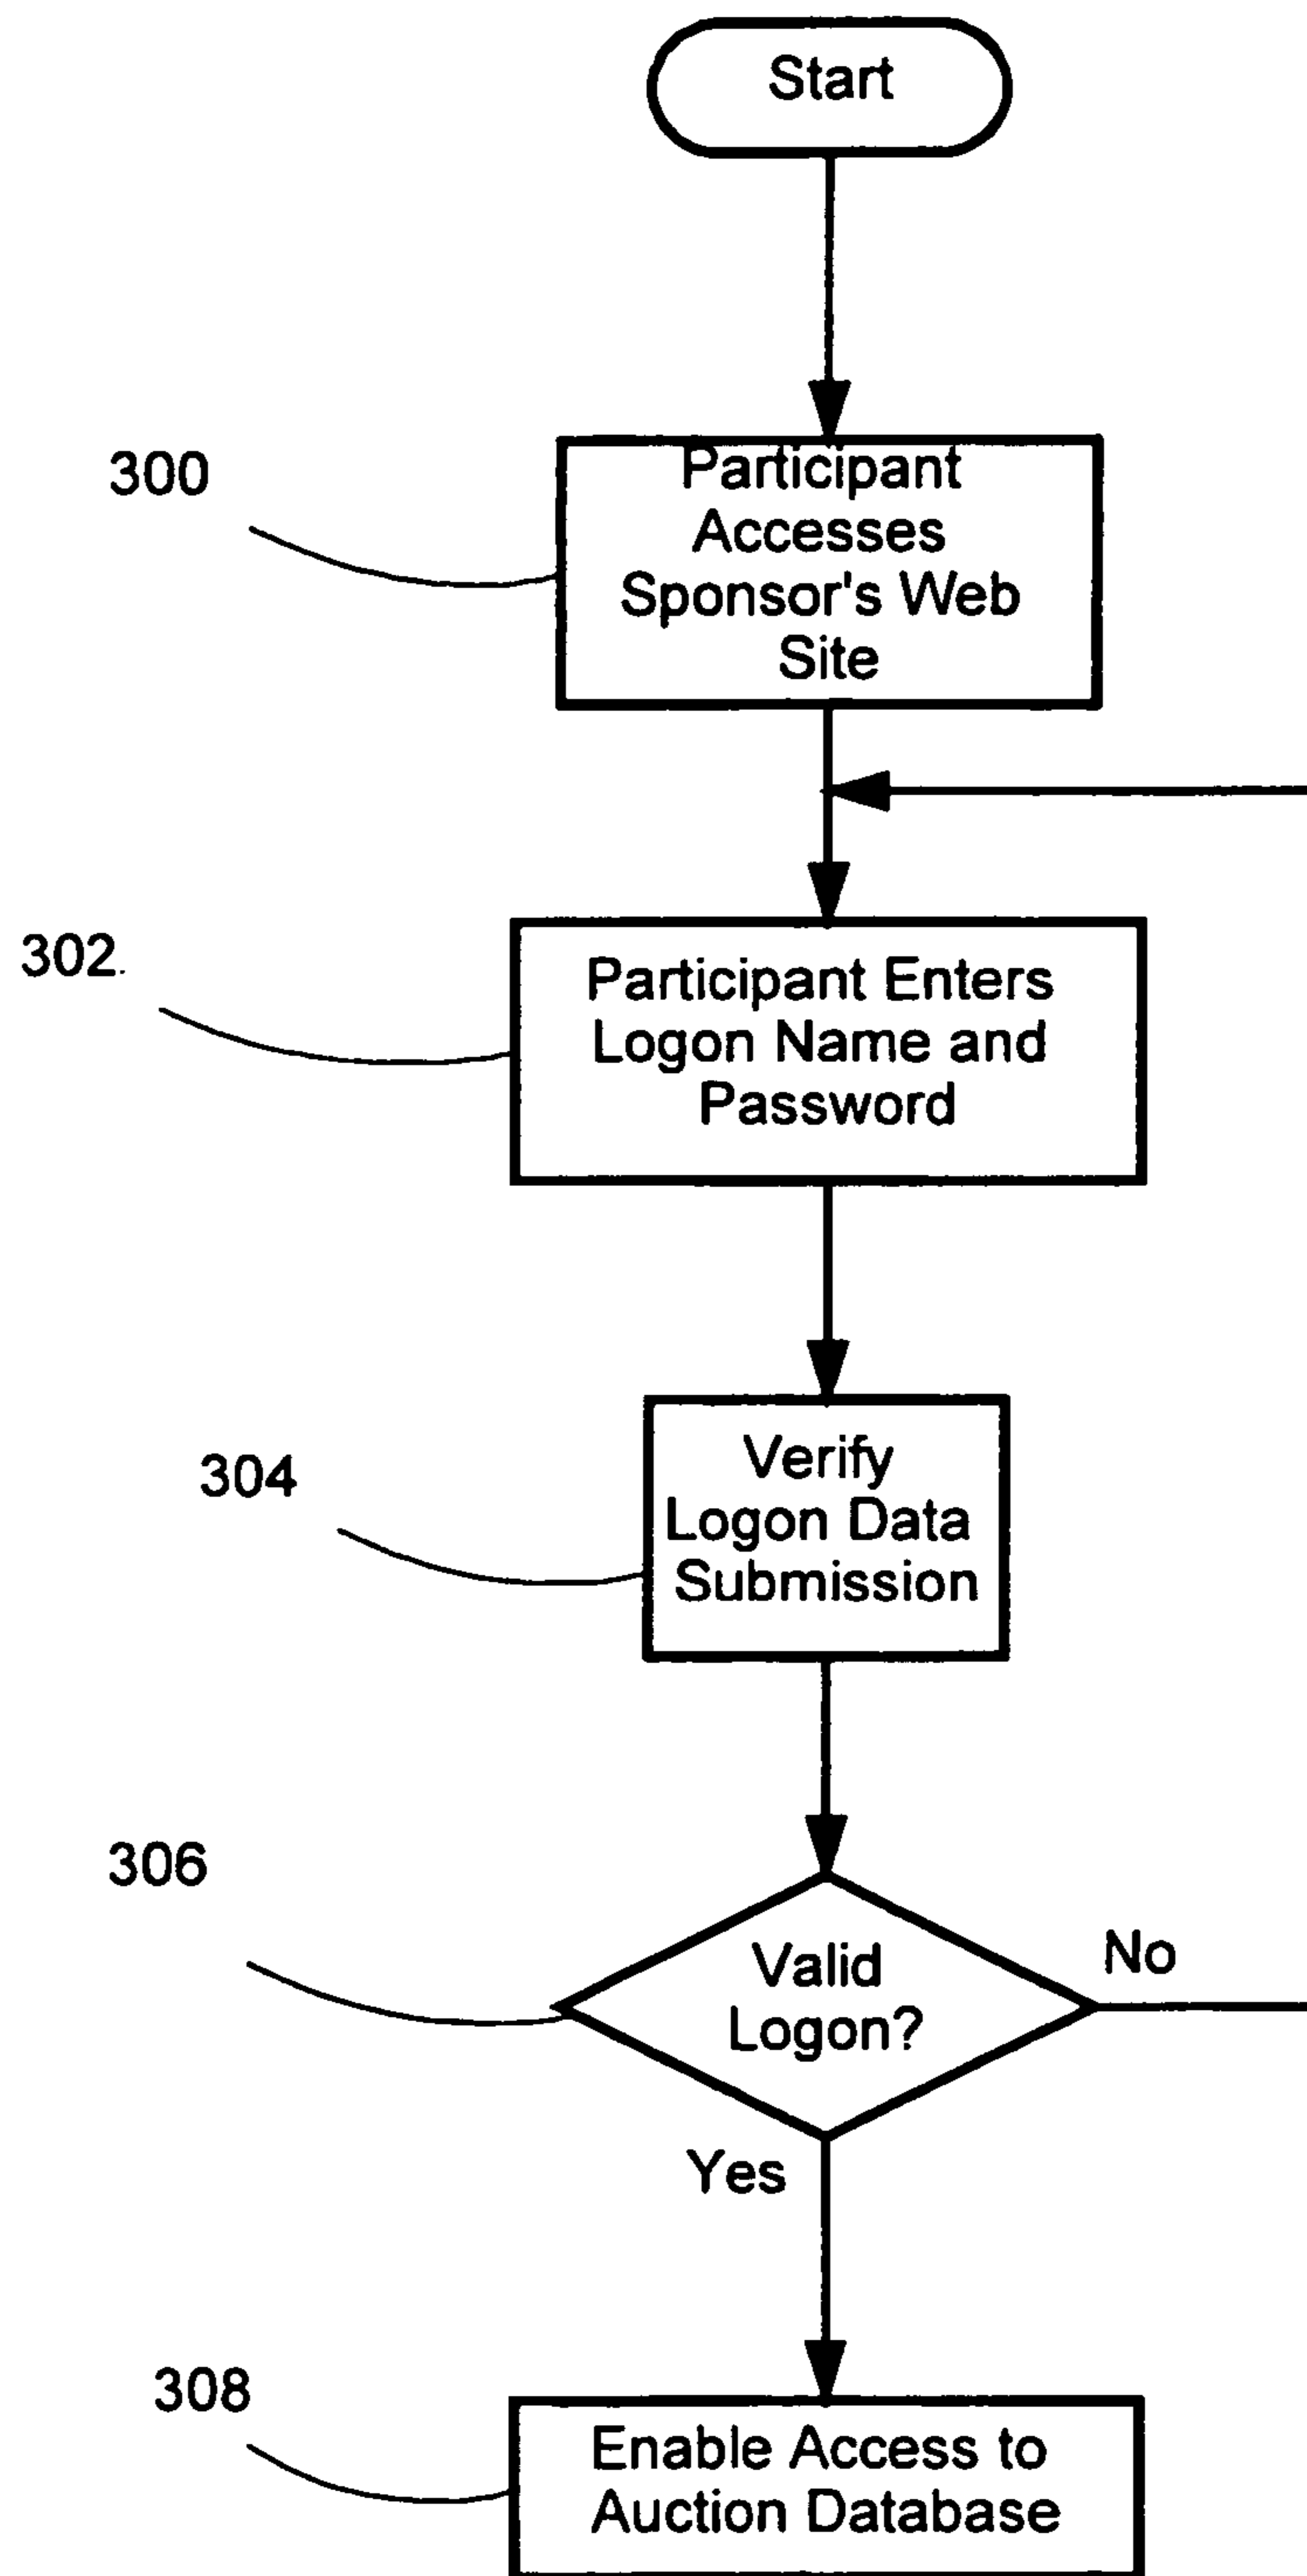 Start
300
Participant
Accesses
Sponsor's Web
Site
302.
Participant Enters
Logon Name and
Password
304
Verify
Logon Data
Submission
306
Valid
Logon?
No
Yes
308
Enable Access to
Auction Database